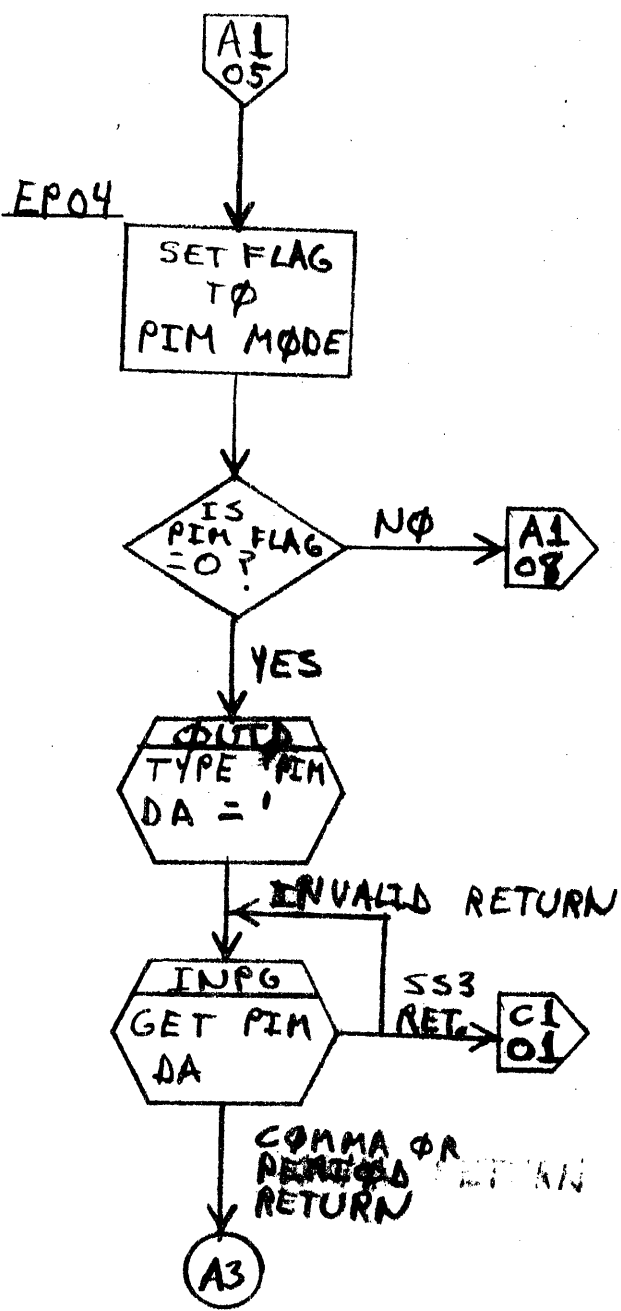 A1
05
EP04
SET FLAG
TØ
PIM MØDE
IS
PIM FLAG
=0 ?
NØ
A1
08
YES
ØUTD
TYPE 'PIM
DA = '
INVALID RETURN
INPG
GET PIM
DA
SS3
RET.
C1
01
CØMMA ØR
PERIØD RETURN
RETURN
A3